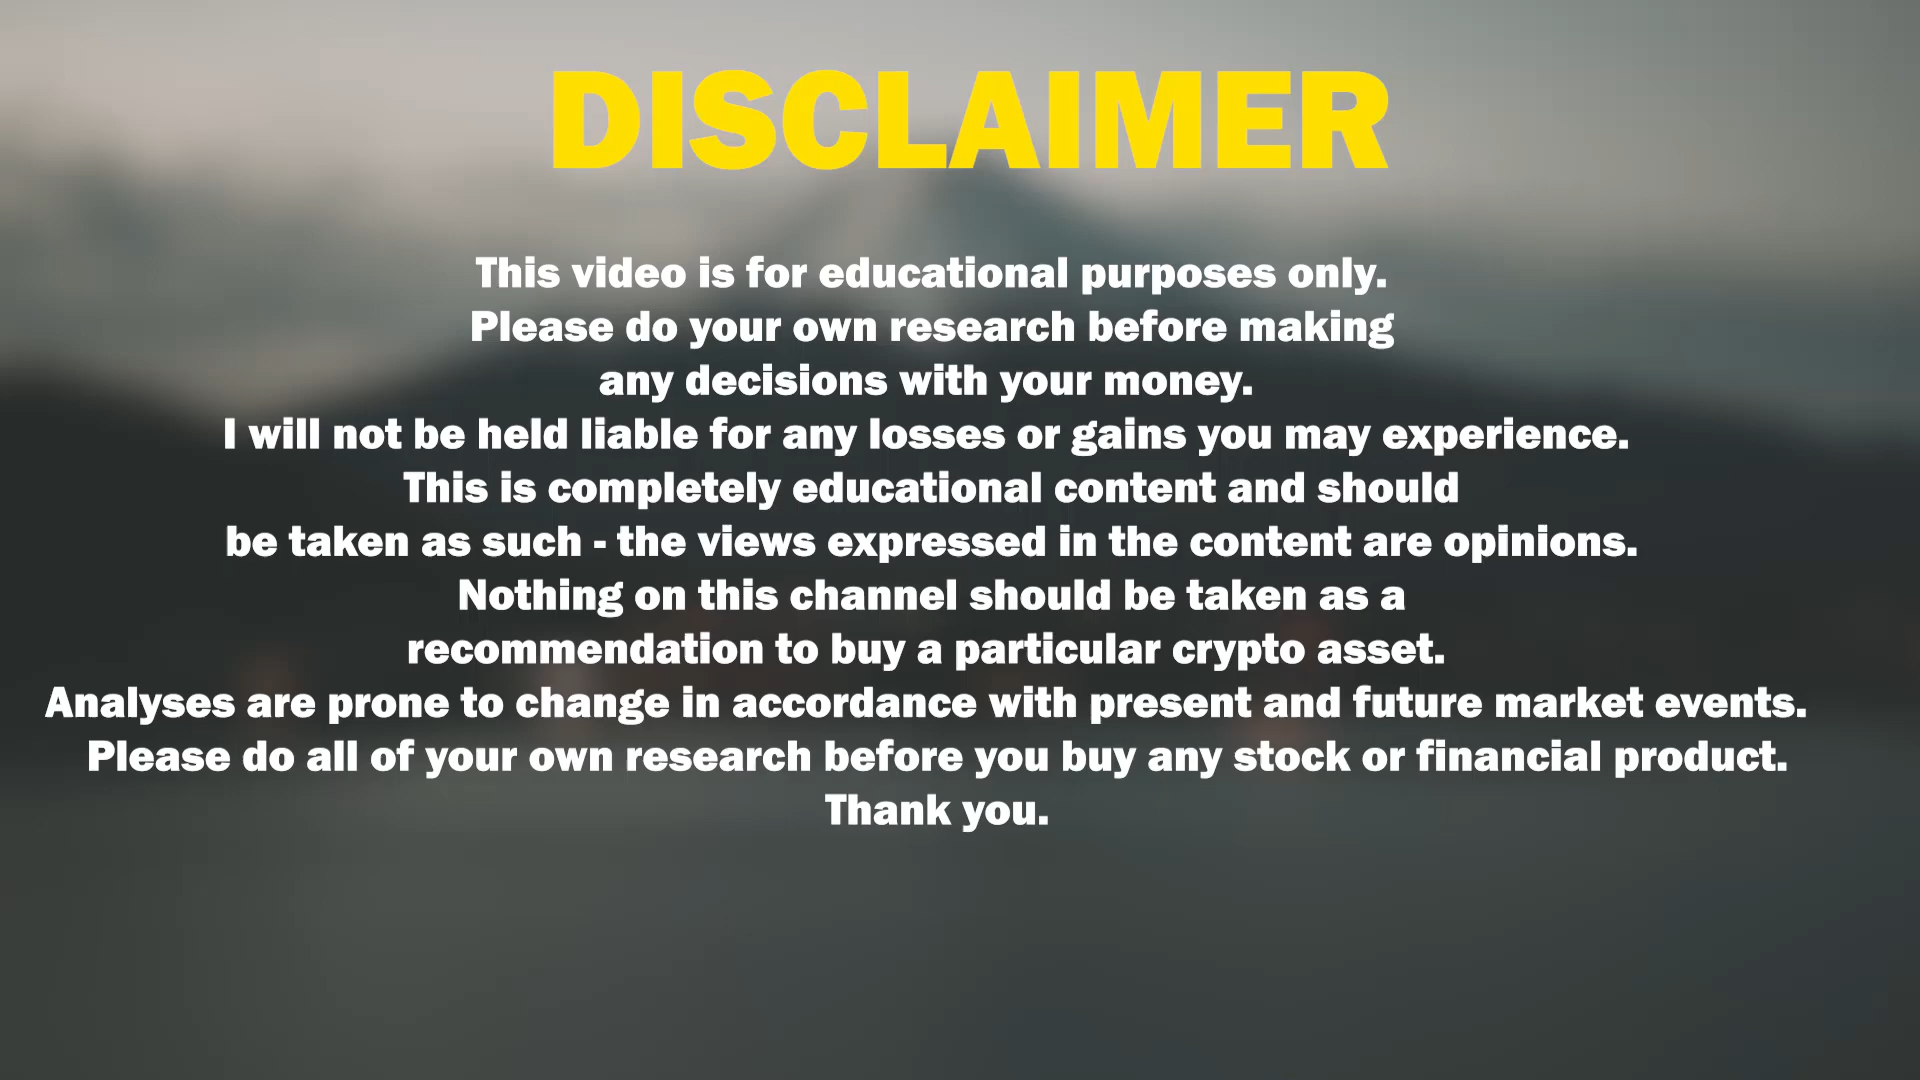 DISCLAIMER
This video is for educational purposes only.
Please do your own research before making
any decisions with your money.
I will not be held liable for any losses or gains you may experience.
This is completely educational content and should
be taken as such - the views expressed in the content are opinions.
Nothing on this channel should be taken as a
recommendation to buy a particular crypto asset.
Analyses are prone to change in accordance with present and future market events.
Please do all of your own research before you buy any stock or financial product.
Thank you.